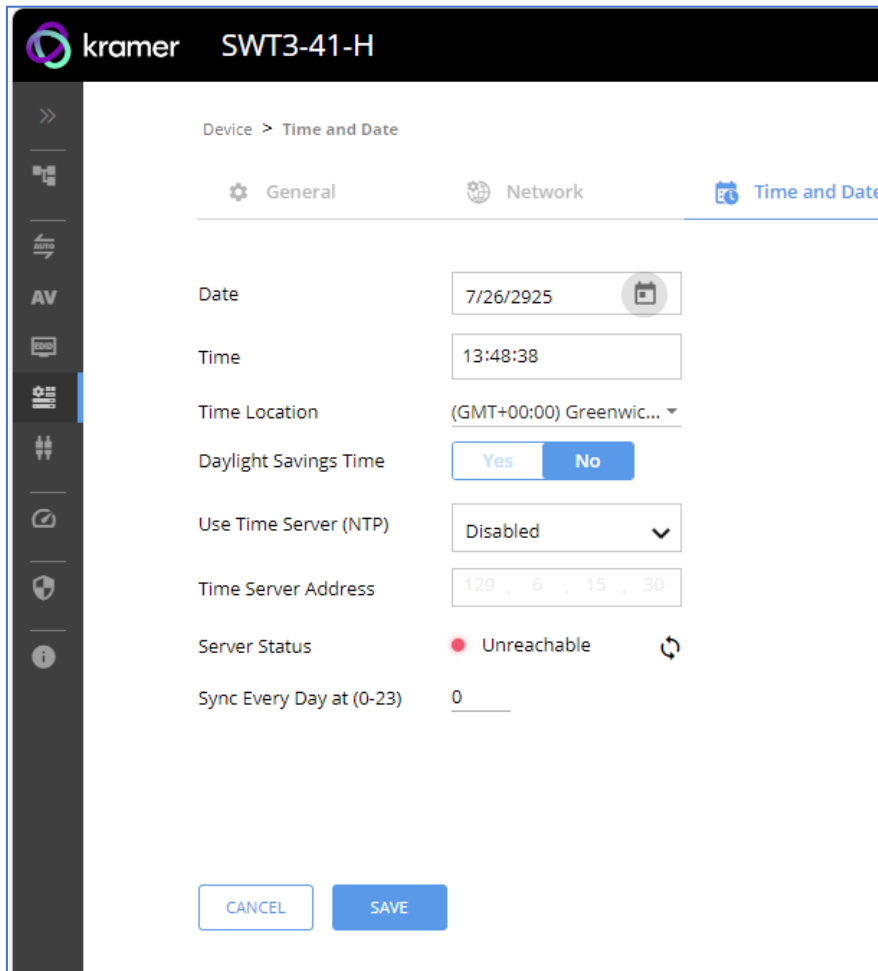 kramer SWT3-41-H
Device > Time and Date
General Network Time and Date
AUTO
AV
EDID
Date 7/26/2925
Time 13:48:38
Time Location (GMT+00:00) Greenwic...
Daylight Savings Time Yes No
Use Time Server (NTP) Disabled
Time Server Address 129 . 6 . 15 . 30
Server Status Unreachable
Sync Every Day at (0-23) 0
CANCEL SAVE